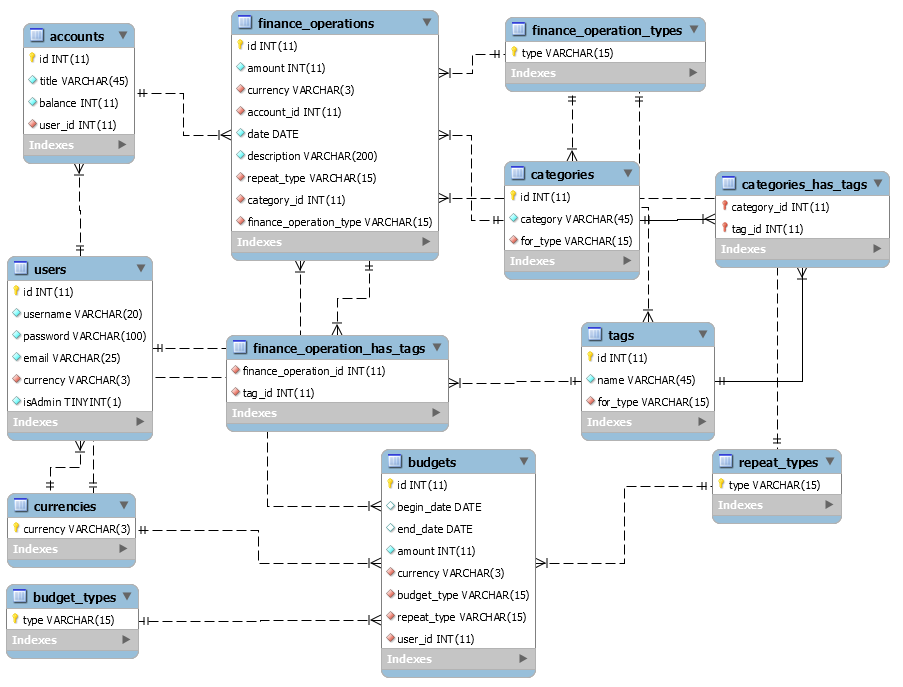 accounts
id INT(11)
title VARCHAR(45)
balance INT(11)
user_id INT(11)
Indexes
finance_operations
id INT(11)
amount INT(11)
currency VARCHAR(3)
account_id INT(11)
date DATE
description VARCHAR(200)
repeat_type VARCHAR(15)
category_id INT(11)
finance_operation_type VARCHAR(15)
Indexes
finance_operation_types
type VARCHAR(15)
Indexes
categories
id INT(11)
category VARCHAR(45)
for_type VARCHAR(15)
Indexes
categories_has_tags
category_id INT(11)
tag_id INT(11)
Indexes
users
id INT(11)
username VARCHAR(20)
password VARCHAR(100)
email VARCHAR(25)
currency VARCHAR(3)
isAdmin TINYINT(1)
Indexes
finance_operation_has_tags
finance_operation_id INT(11)
tag_id INT(11)
Indexes
tags
id INT(11)
name VARCHAR(45)
for_type VARCHAR(15)
Indexes
currencies
currency VARCHAR(3)
Indexes
budgets
id INT(11)
begin_date DATE
end_date DATE
amount INT(11)
currency VARCHAR(3)
budget_type VARCHAR(15)
repeat_type VARCHAR(15)
user_id INT(11)
Indexes
repeat_types
type VARCHAR(15)
Indexes
budget_types
type VARCHAR(15)
Indexes